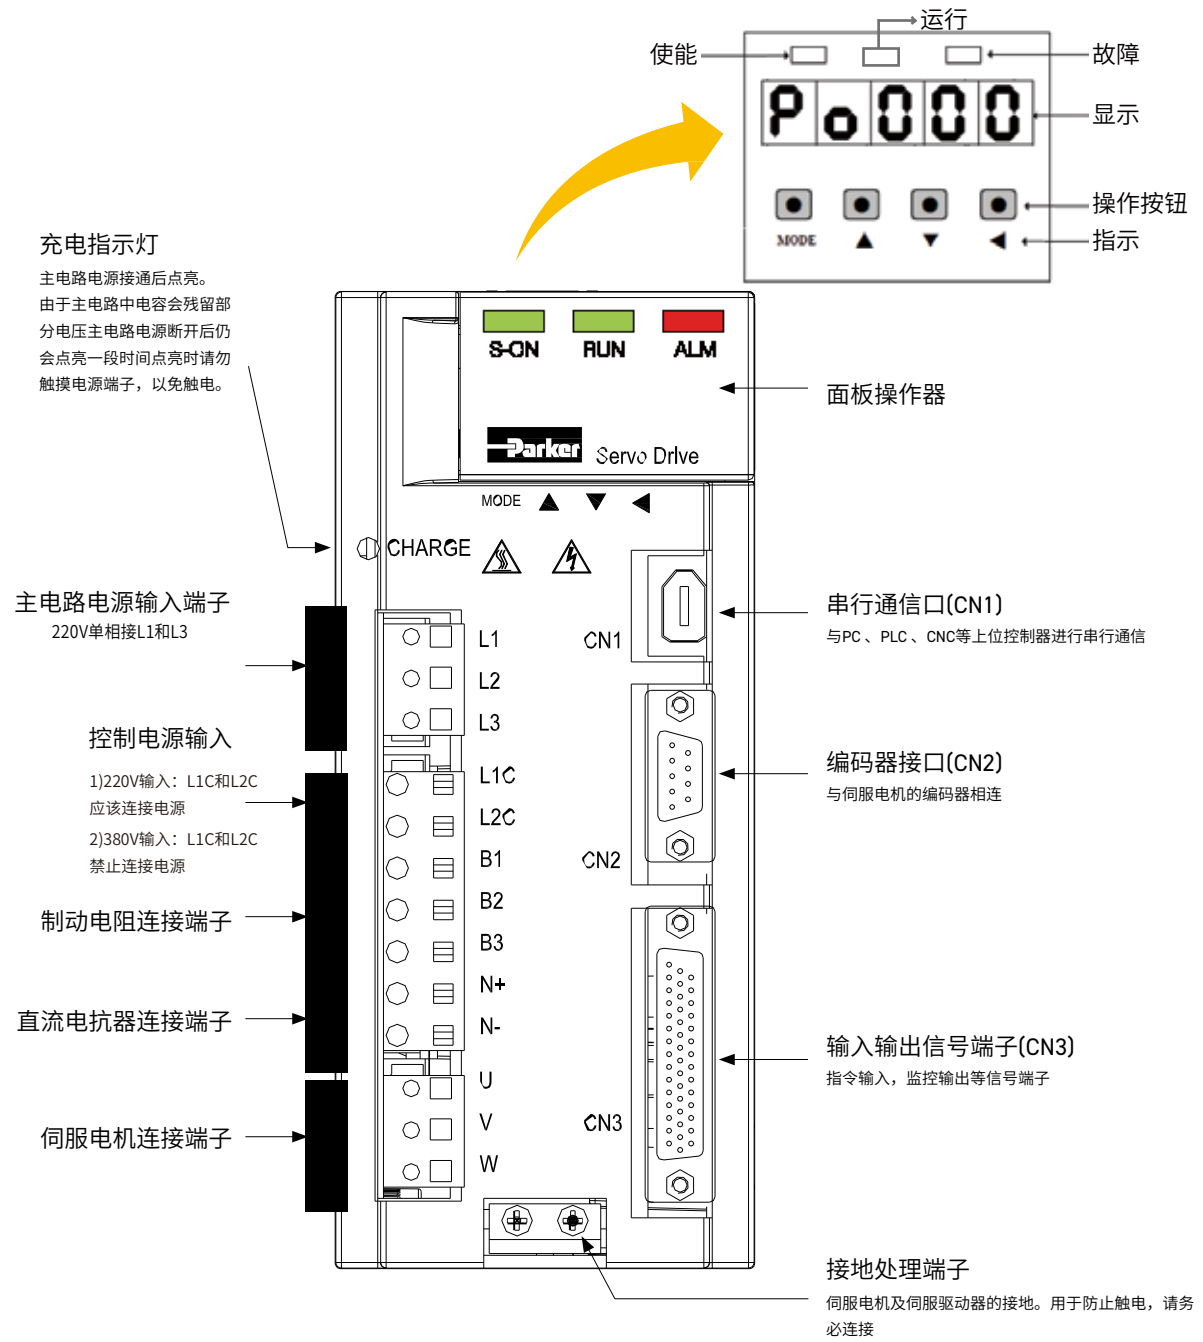 运行
使能
故障
Po000
显示
操作按钮
MODE ▲ ▼ ◀
指示
充电指示灯
主电路电源接通后点亮。
由于主电路中电容会残留部
分电压主电路电源断开后仍
会点亮一段时间点亮时请勿
触摸电源端子，以免触电。
S-ON RUN ALM
面板操作器
Parker Servo Drive
MODE ▲ ▼ ◀
CHARGE
主电路电源输入端子
220V单相接L1和L3
L1
L2
L3
CN1
串行通信口(CN1)
与PC 、PLC 、CNC等上位控制器进行串行通信
控制电源输入
1)220V输入：L1C和L2C
应该连接电源
2)380V输入：L1C和L2C
禁止连接电源
L1C
L2C
B1
B2
B3
N+
N-
CN2
编码器接口(CN2)
与伺服电机的编码器相连
制动电阻连接端子
直流电抗器连接端子
伺服电机连接端子
U
V
W
CN3
输入输出信号端子(CN3)
指令输入，监控输出等信号端子
接地处理端子
伺服电机及伺服驱动器的接地。用于防止触电，请务
必连接